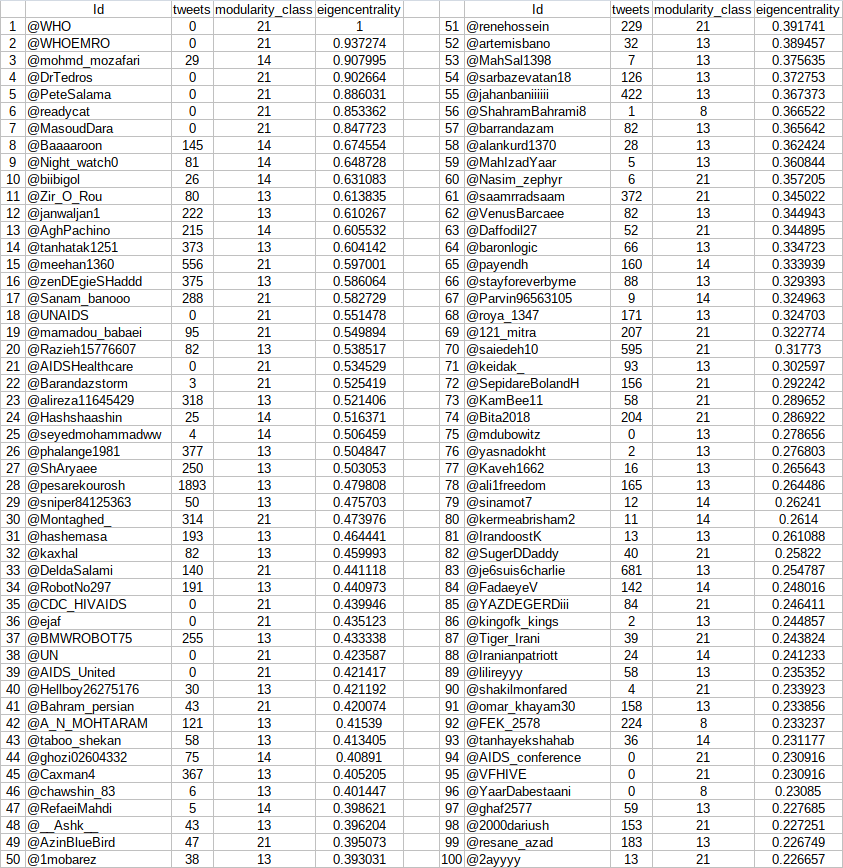 Id tweets modularity_class eigencentrality Id tweets modularity_class eigencentrality
1 @WHO 0 21 1 51 @renehossein 229 21 0.391741
2 @WHOEMRO 0 21 0.937274 52 @artemisbano 32 13 0.389457
3 @mohmd_mozafari 29 14 0.907995 53 @MahSal1398 7 13 0.375635
4 @DrTedros 0 21 0.902664 54 @sarbazevatan18 126 13 0.372753
5 @PeteSalama 0 21 0.886031 55 @jahanbaniiiiii 422 13 0.367373
6 @readycat 0 21 0.853362 56 @ShahramBahrami8 1 8 0.366522
7 @MasoudDara 0 21 0.847723 57 @barrandazam 82 13 0.365642
8 @Baaaaroon 145 14 0.674554 58 @alankurd1370 28 13 0.362424
9 @Night_watch0 81 14 0.648728 59 @MahIzadYaar 5 13 0.360844
10 @biibigol 26 14 0.631083 60 @Nasim_zephyr 6 21 0.357205
11 @Zir_O_Rou 80 13 0.613835 61 @saamrradsaam 372 21 0.345022
12 @janwaljan1 222 13 0.610267 62 @VenusBarcaee 82 13 0.344943
13 @AghPachino 215 14 0.605532 63 @Daffodil27 52 21 0.344895
14 @tanhatak1251 373 13 0.604142 64 @baronlogic 66 13 0.334723
15 @meehan1360 556 21 0.597001 65 @payendh 160 14 0.333939
16 @zenDEgieSHaddd 375 13 0.586064 66 @stayforeverbyme 88 13 0.329393
17 @Sanam_banooo 288 21 0.582729 67 @Parvin96563105 9 14 0.324963
18 @UNAIDS 0 21 0.551478 68 @roya_1347 171 13 0.324703
19 @mamadou_babaei 95 21 0.549894 69 @121_mitra 207 21 0.322774
20 @Razieh15776607 82 13 0.538517 70 @saiedeh10 595 21 0.31773
21 @AIDSHealthcare 0 21 0.534529 71 @keidak_ 93 13 0.302597
22 @Barandazstorm 3 21 0.525419 72 @SepidareBolandH 156 21 0.292242
23 @alireza11645429 318 13 0.521406 73 @KamBee11 58 21 0.289652
24 @Hashshaashin 25 14 0.516371 74 @Bita2018 204 21 0.286922
25 @seyedmohammadww 4 14 0.506459 75 @mdubowitz 0 13 0.278656
26 @phalange1981 377 13 0.504847 76 @yasnadokht 2 13 0.276803
27 @ShAryaee 250 13 0.503053 77 @Kaveh1662 16 13 0.265643
28 @pesarekourosh 1893 13 0.479808 78 @ali1freedom 165 13 0.264486
29 @sniper84125363 50 13 0.475703 79 @sinamot7 12 14 0.26241
30 @Montaghed_ 314 21 0.473976 80 @kermeabrisham2 11 14 0.2614
31 @hashemasa 193 13 0.464441 81 @IrandoostK 13 13 0.261088
32 @kaxhal 82 13 0.459993 82 @SugerDDaddy 40 21 0.25822
33 @DeldaSalami 140 21 0.441118 83 @je6suis6charlie 681 13 0.254787
34 @RobotNo297 191 13 0.440973 84 @FadaeyeV 142 14 0.248016
35 @CDC_HIVAIDS 0 21 0.439946 85 @YAZDEGERDiii 84 21 0.246411
36 @ejaf 0 21 0.435123 86 @kingofk_kings 2 13 0.244857
37 @BMWROBOT75 255 13 0.433338 87 @Tiger_Irani 39 21 0.243824
38 @UN 0 21 0.423587 88 @Iranianpatriott 24 14 0.241233
39 @AIDS_United 0 21 0.421417 89 @lilireyyy 58 13 0.235352
40 @Hellboy26275176 30 13 0.421192 90 @shakilmonfared 4 21 0.233923
41 @Bahram_persian 43 21 0.420074 91 @omar_khayam30 158 13 0.233856
42 @A_N_MOHTARAM 121 13 0.41539 92 @FEK_2578 224 8 0.233237
43 @taboo_shekan 58 13 0.413405 93 @tanhayekshahab 36 14 0.231177
44 @ghozi02604332 75 14 0.40891 94 @AIDS_conference 0 21 0.230916
45 @Caxman4 367 13 0.405205 95 @VFHIVE 0 21 0.230916
46 @chawshin_83 6 13 0.401447 96 @YaarDabestaani 0 8 0.23085
47 @RefaeiMahdi 5 14 0.398621 97 @ghaf2577 59 13 0.227685
48 @__Ashk__ 43 13 0.396204 98 @2000dariush 153 21 0.227251
49 @AzinBlueBird 47 21 0.395073 99 @resane_azad 183 13 0.226749
50 @1mobarez 38 13 0.393031 100 @2ayyyy 13 21 0.226657